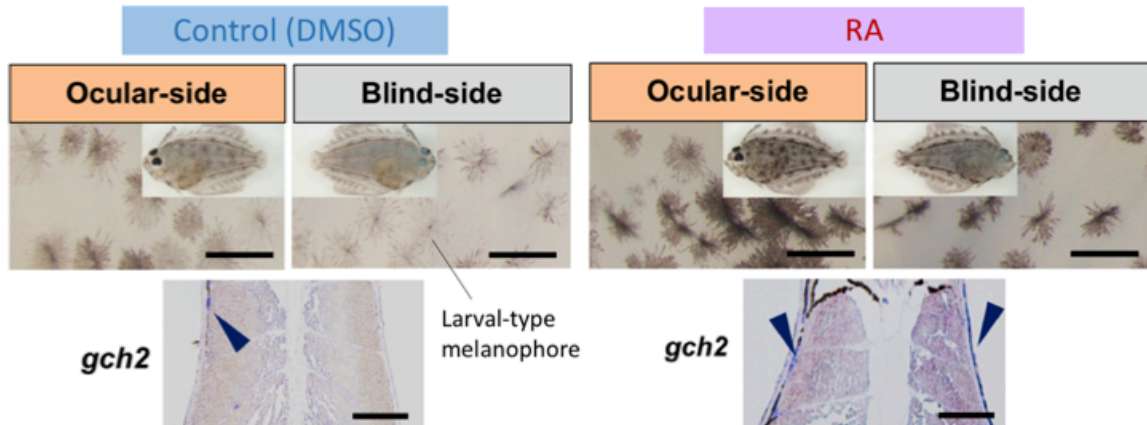 Control (DMSO)
RA
Ocular-side
Blind-side
Ocular-side
Blind-side
Larval-type
melanophore
gch2
gch2